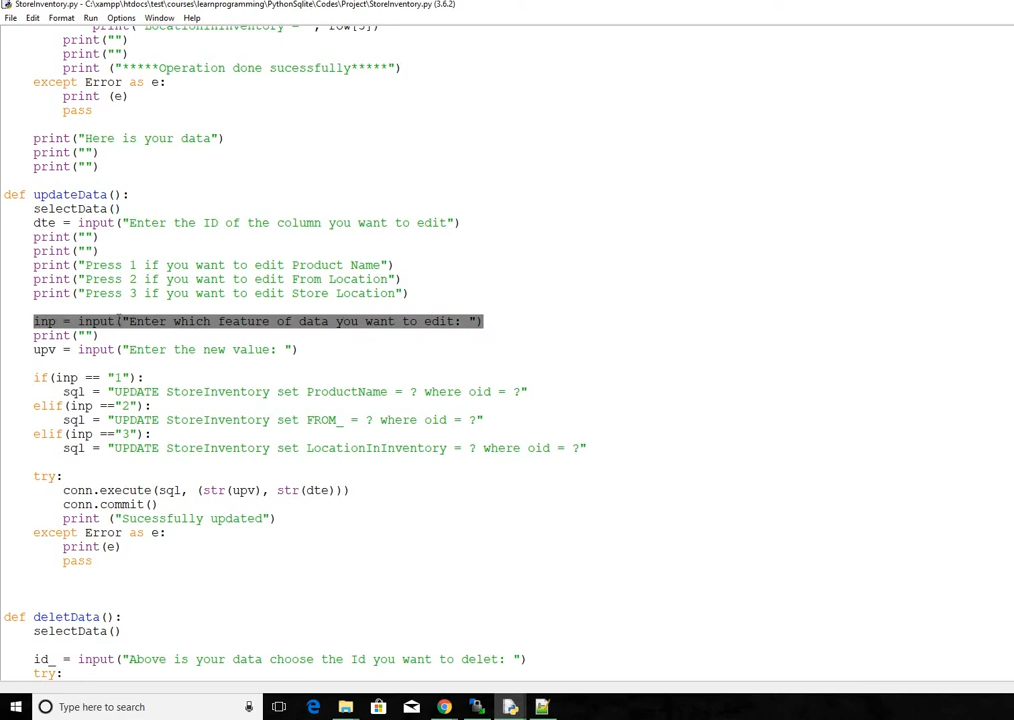 StoreInventory.py - C:\xampp\htdocs\test\courses\learnprogramming\PythonSqlite\Codes\Project\StoreInventory.py (3.6.2)
File Edit Format Run Options Window Help
print("LocationInInventory = ", row[3])
print("")
print("")
print ("*****Operation done sucessfully*****")
except Error as e:
print (e)
pass
print("Here is your data")
print("")
print("")
def updateData():
selectData()
dte = input("Enter the ID of the column you want to edit")
print("")
print("")
print("Press 1 if you want to edit Product Name")
print("Press 2 if you want to edit From Location")
print("Press 3 if you want to edit Store Location")
inp = input("Enter which feature of data you want to edit: ")
print("")
upv = input("Enter the new value: ")
if(inp == "1"):
sql = "UPDATE StoreInventory set ProductName = ? where oid = ?"
elif(inp =="2"):
sql = "UPDATE StoreInventory set FROM_ = ? where oid = ?"
elif(inp =="3"):
sql = "UPDATE StoreInventory set LocationInInventory = ? where oid = ?"
try:
conn.execute(sql, (str(upv), str(dte)))
conn.commit()
print ("Sucessfully updated")
except Error as e:
print(e)
pass
def deletData():
selectData()
id_ = input("Above is your data choose the Id you want to delet: ")
try:
Type here to search